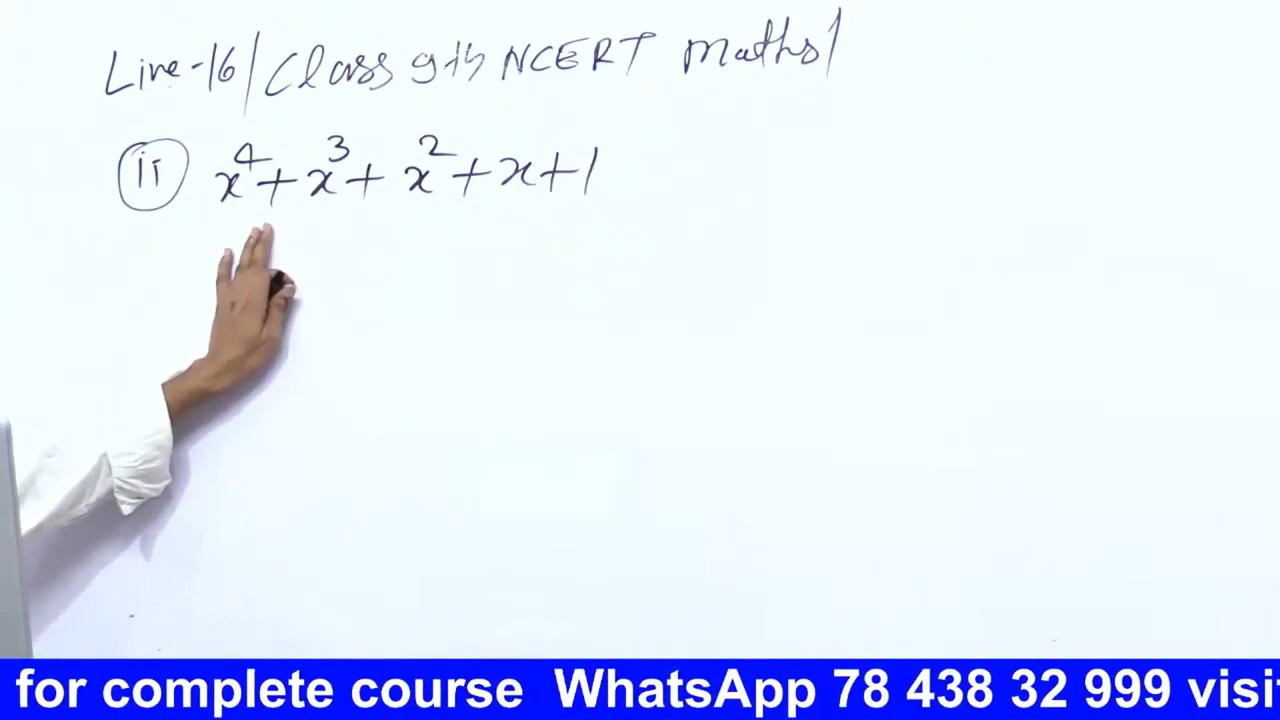 Live-16/Class 9th NCERT Maths/
ii x⁴+x³+x²+x+1
for complete course WhatsApp 78 438 32 999 visit